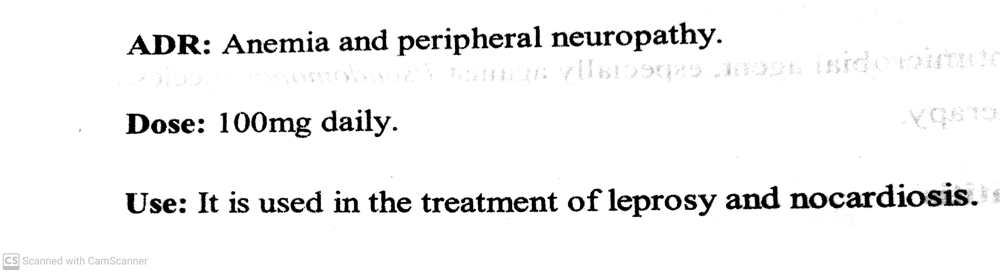 ADR: Anemia and peripheral neuropathy.
Dose: 100mg daily.
Use: It is used in the treatment of leprosy and nocardiosis.
CS Scanned with CamScanner